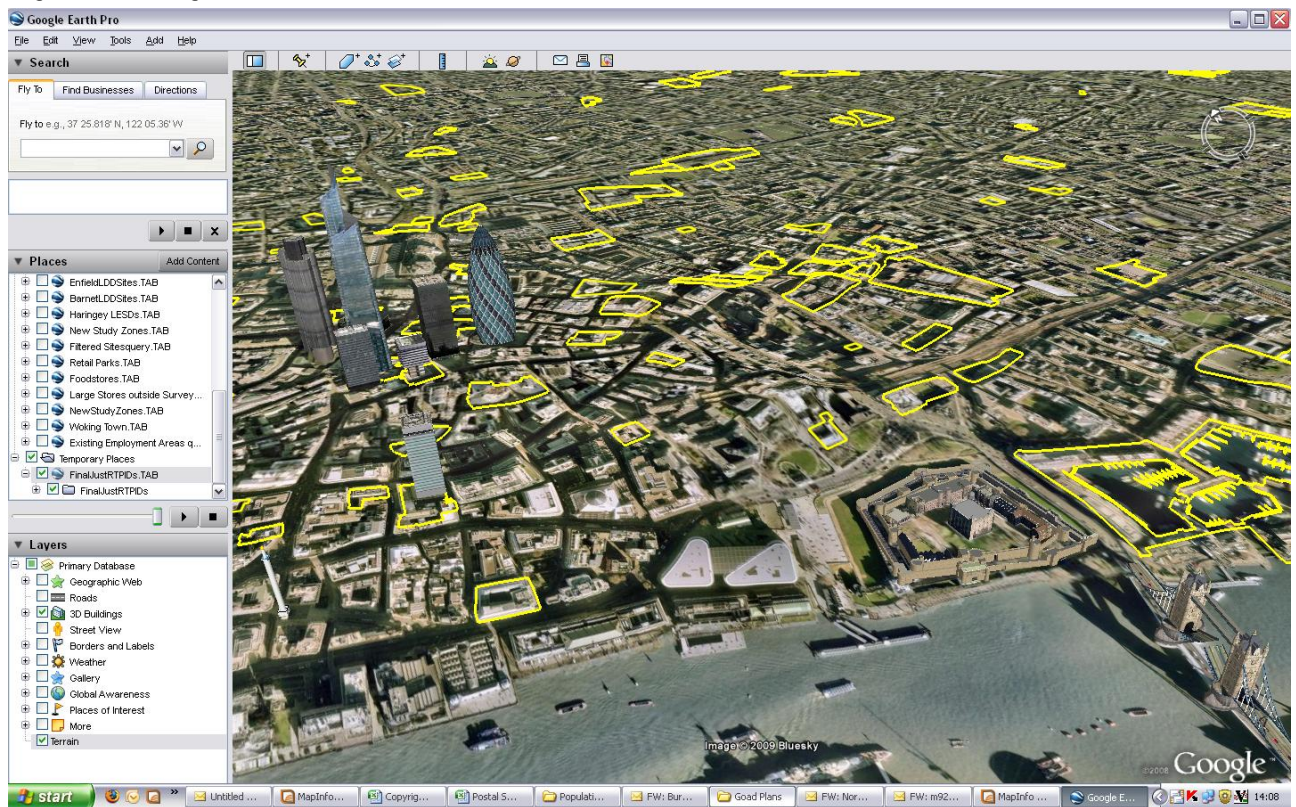 Google Earth Pro
File Edit View Tools Add Help
Search
Fly To Find Businesses Directions
Fly to e.g., 37 25.818' N, 122 05.36' W
Places Add Content
EnfieldLDDSites.TAB
BarnetLDDSites.TAB
Haringey LESDs.TAB
New Study Zones.TAB
Filtered Sitesquery.TAB
Retail Parks.TAB
Foodstores.TAB
Large Stores outside Survey...
NewStudyZones.TAB
Woking Town.TAB
Existing Employment Areas q...
Temporary Places
FinalJustRTPIDs.TAB
FinalJustRTPIDs
Layers
Primary Database
Geographic Web
Roads
3D Buildings
Street View
Borders and Labels
Weather
Gallery
Global Awareness
Places of Interest
More
Terrain
Image © 2009 Bluesky
©2008 Google
start Untitled ... MapInfo... Copyrig... Postal S... Populati... FW: Bur... Goad Plans FW: Nor... FW: m92... MapInfo ... Google E... 14:08